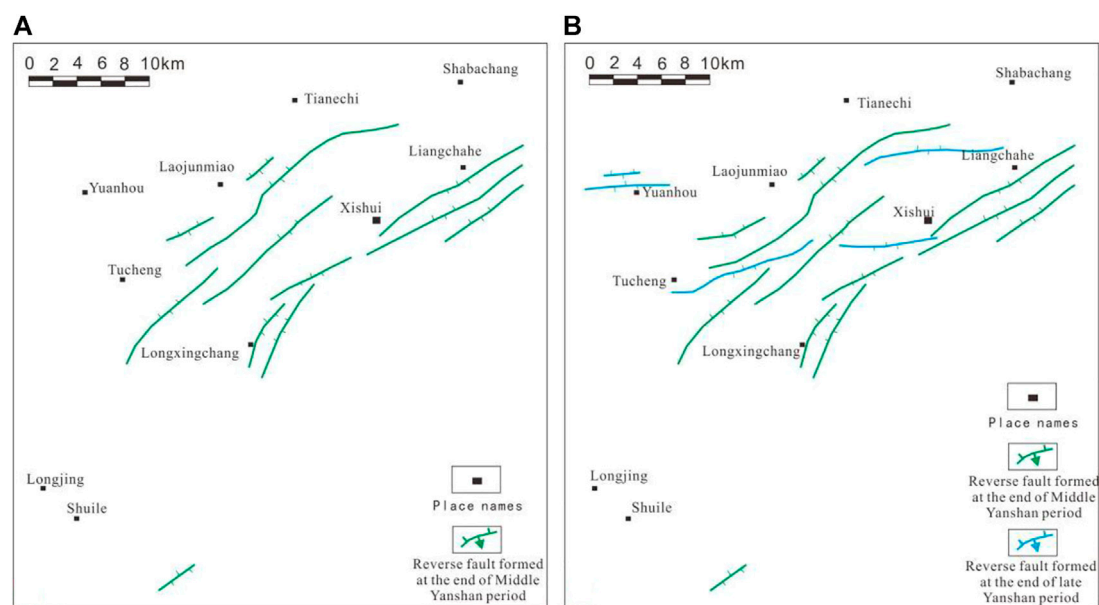 A
B
0 2 4 6 8 10km
Shabachang
Tianechi
Liangchahe
Laojunmiao
Yuanhou
Xishui
Tucheng
Longxingchang
Longjing
Shuile
Place names
Reverse fault formed
at the end of Middle
Yanshan period
0 2 4 6 8 10km
Shabachang
Tianechi
Liangchahe
Laojunmiao
Yuanhou
Xishui
Tucheng
Longxingchang
Longjing
Shuile
Place names
Reverse fault formed
at the end of Middle
Yanshan period
Reverse fault formed
at the end of late
Yanshan period